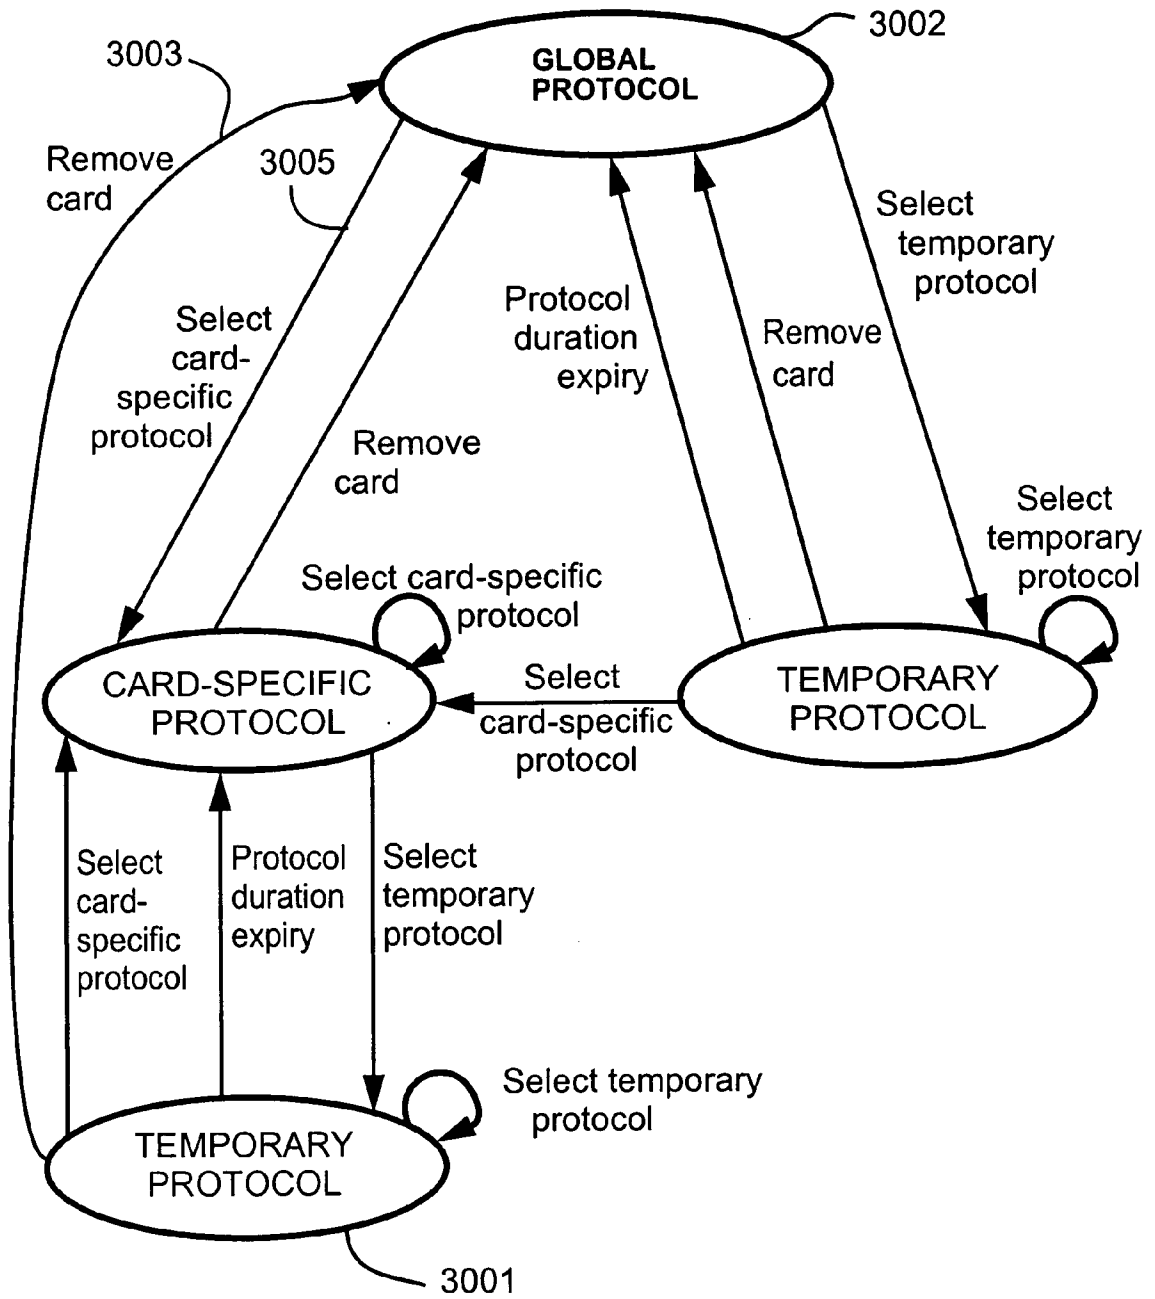 3002
3003
GLOBAL
PROTOCOL
Remove
card
3005
Select
temporary
protocol
Protocol
duration
expiry
Select
card-
specific
protocol
Remove
card
Remove
card
Select
temporary
protocol
Select card-specific
protocol
CARD-SPECIFIC
PROTOCOL
Select
card-specific
protocol
TEMPORARY
PROTOCOL
Select
card-
specific
protocol
Protocol
duration
expiry
Select
temporary
protocol
Select temporary
protocol
TEMPORARY
PROTOCOL
3001